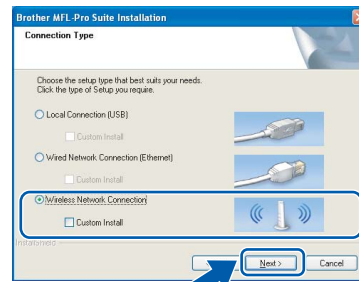 Brother MFL-Pro Suite Installation
Connection Type
Choose the setup type that best suits your needs.
Click the type of Setup you require.
Local Connection (USB)
Custom Install
Wired Network Connection (Ethernet)
Custom Install
Wireless Network Connection
Custom Install
InstallShield
Next >
Cancel